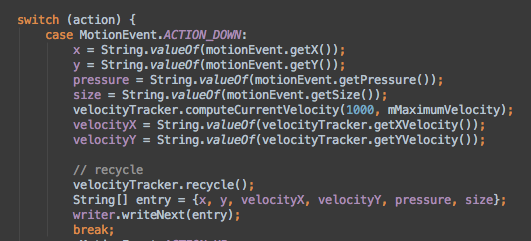 switch (action) {
case MotionEvent.ACTION_DOWN:
x = String.valueOf(motionEvent.getX());
y = String.valueOf(motionEvent.getY());
pressure = String.valueOf(motionEvent.getPressure());
size = String.valueOf(motionEvent.getSize());
velocityTracker.computeCurrentVelocity(1000, mMaximumVelocity);
velocityX = String.valueOf(velocityTracker.getXVelocity());
velocityY = String.valueOf(velocityTracker.getYVelocity());
// recycle
velocityTracker.recycle();
String[] entry = {x, y, velocityX, velocityY, pressure, size};
writer.writeNext(entry);
break;